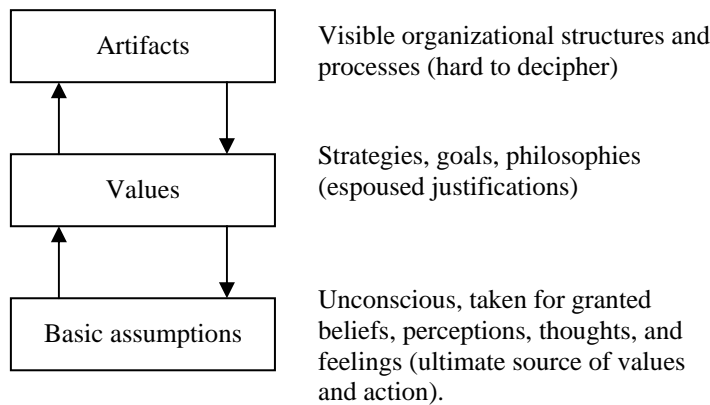 Artifacts
Visible organizational structures and
processes (hard to decipher)
Values
Strategies, goals, philosophies
(espoused justifications)
Basic assumptions
Unconscious, taken for granted
beliefs, perceptions, thoughts, and
feelings (ultimate source of values
and action).